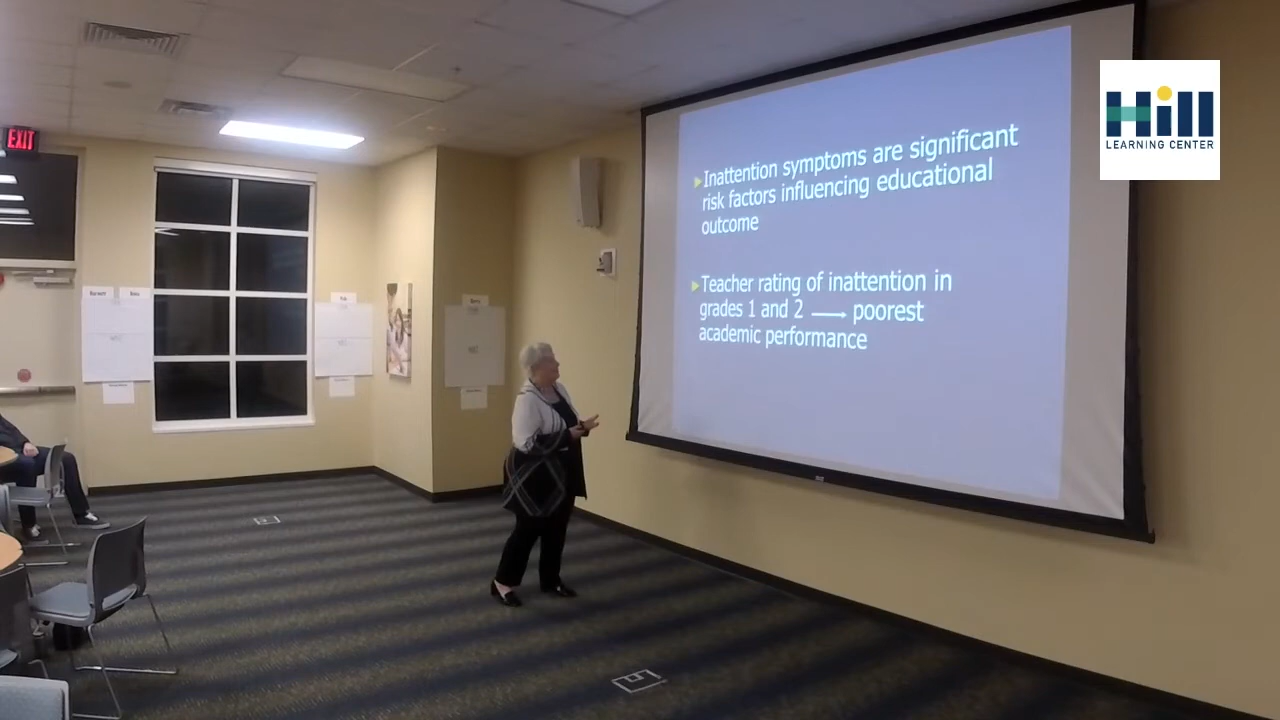 EXIT
Hill
LEARNING CENTER
Inattention symptoms are significant
risk factors influencing educational
outcome
Teacher rating of inattention in
grades 1 and 2 → poorest
academic performance